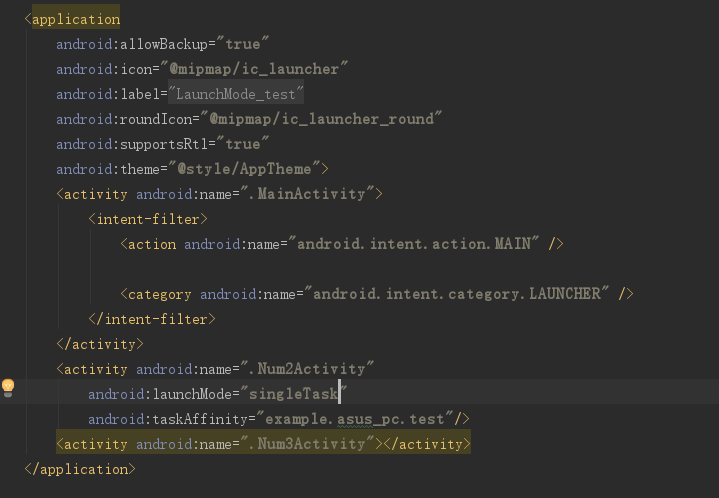 <application
android:allowBackup="true"
android:icon="@mipmap/ic_launcher"
android:label="LaunchMode_test"
android:roundIcon="@mipmap/ic_launcher_round"
android:supportsRtl="true"
android:theme="@style/AppTheme">
<activity android:name=".MainActivity">
<intent-filter>
<action android:name="android.intent.action.MAIN" />
<category android:name="android.intent.category.LAUNCHER" />
</intent-filter>
</activity>
<activity android:name=".Num2Activity"
android:launchMode="singleTask"
android:taskAffinity="example.asus_pc.test"/>
<activity android:name=".Num3Activity"></activity>
</application>